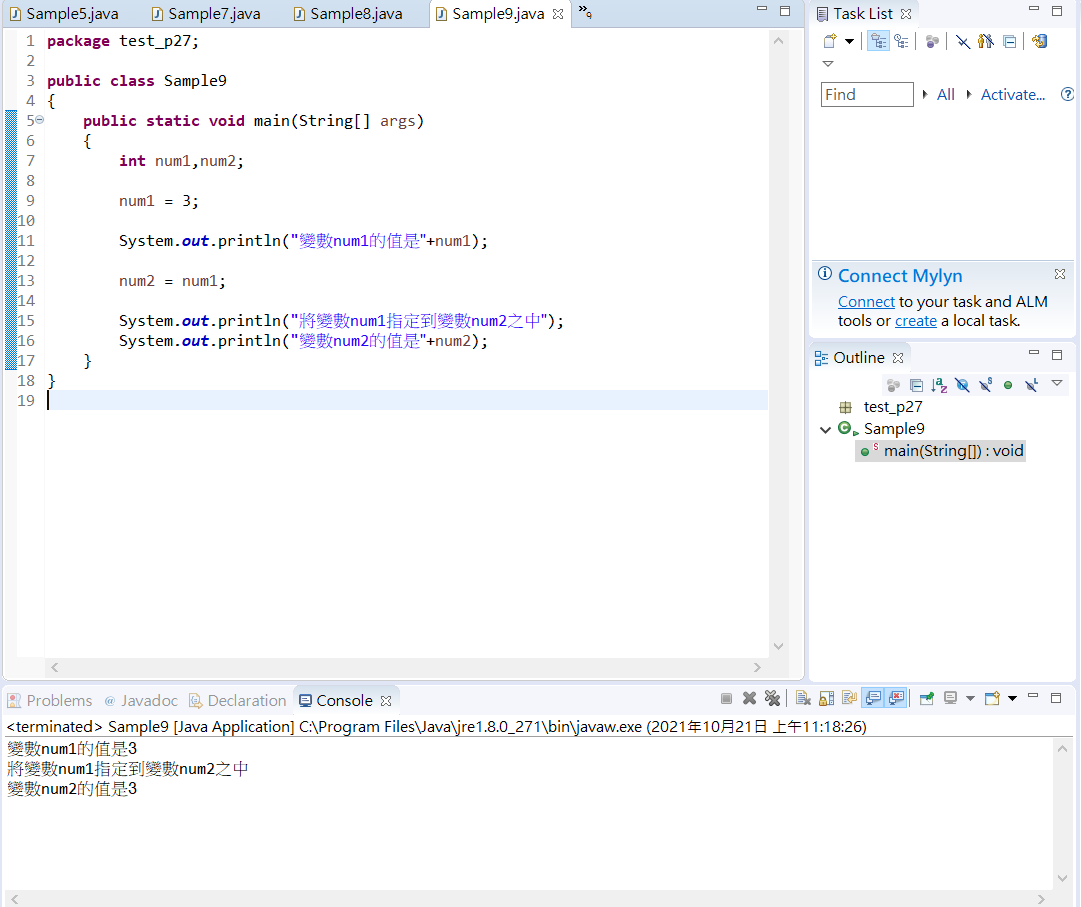 Sample5.java Sample7.java Sample8.java Sample9.java »9
1 package test_p27;
2
3 public class Sample9
4 {
5 public static void main(String[] args)
6 {
7 int num1,num2;
8
9 num1 = 3;
10
11 System.out.println("變數num1的值是"+num1);
12
13 num2 = num1;
14
15 System.out.println("將變數num1指定到變數num2之中");
16 System.out.println("變數num2的值是"+num2);
17 }
18 }
19
Task List
Find All Activate...
Connect Mylyn
Connect to your task and ALM
tools or create a local task.
Outline
test_p27
Sample9
main(String[]) : void
Problems @ Javadoc Declaration Console
<terminated> Sample9 [Java Application] C:\Program Files\Java\jre1.8.0_271\bin\javaw.exe (2021年10月21日 上午11:18:26)
變數num1的值是3
將變數num1指定到變數num2之中
變數num2的值是3